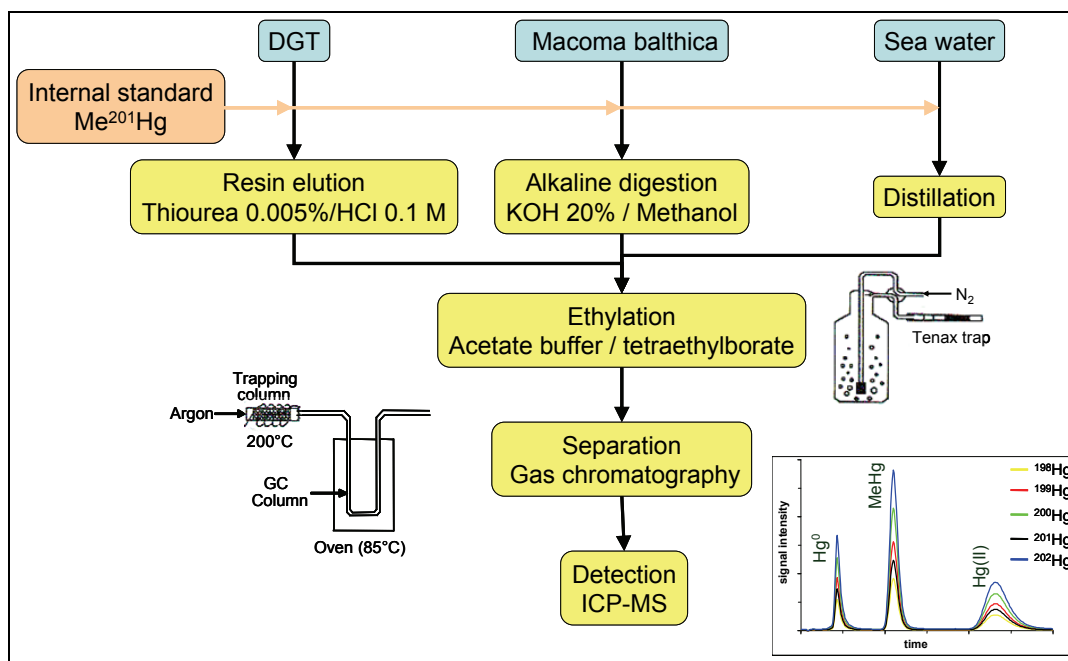 DGT
Macoma balthica
Sea water
Internal standard
Me²⁰¹Hg
Resin elution
Thiourea 0.005%/HCl 0.1 M
Alkaline digestion
KOH 20% / Methanol
Distillation
Ethylation
Acetate buffer / tetraethylborate
N₂
Tenax trap
Trapping
column
Argon
200°C
GC
Column
Oven (85°C)
Separation
Gas chromatography
Detection
ICP-MS
signal intensity
Hg⁰
MeHg
Hg(II)
¹⁹⁸Hg
¹⁹⁹Hg
²⁰⁰Hg
²⁰¹Hg
²⁰²Hg
time